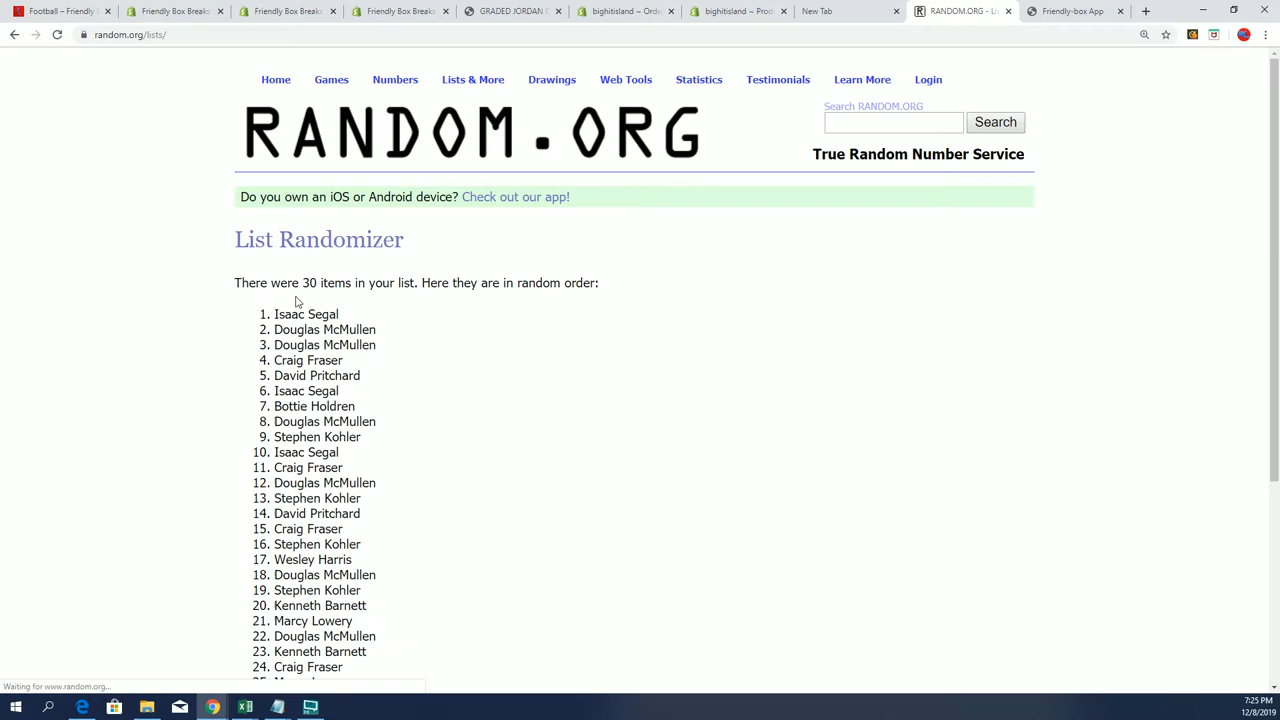 Football – Friendly
Friendly Box Breaks
Friendly Box Breaks
Friendly Box Breaks
GRADED JORDAN
bighitisland ~ Orde
bighitisland ~ Prod
New Tab
RANDOM.ORG - Lis
Friendly-box App
random.org/lists/
Home Games Numbers Lists & More Drawings Web Tools Statistics Testimonials Learn More Login
Search RANDOM.ORG
RANDOM.ORG
Search
True Random Number Service
Do you own an iOS or Android device? Check out our app!
List Randomizer
There were 30 items in your list. Here they are in random order:
1. Isaac Segal
2. Douglas McMullen
3. Douglas McMullen
4. Craig Fraser
5. David Pritchard
6. Isaac Segal
7. Bottie Holdren
8. Douglas McMullen
9. Stephen Kohler
10. Isaac Segal
11. Craig Fraser
12. Douglas McMullen
13. Stephen Kohler
14. David Pritchard
15. Craig Fraser
16. Stephen Kohler
17. Wesley Harris
18. Douglas McMullen
19. Stephen Kohler
20. Kenneth Barnett
21. Marcy Lowery
22. Douglas McMullen
23. Kenneth Barnett
24. Craig Fraser
Waiting for www.random.org...
7:25 PM
12/8/2019